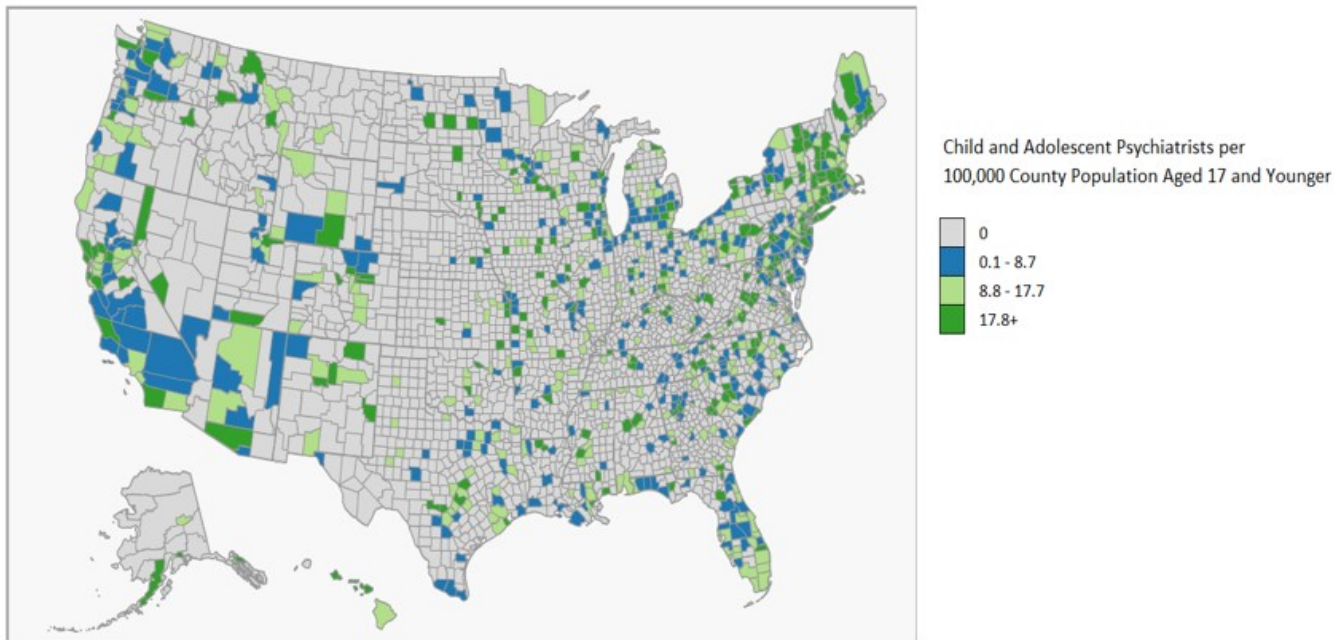 Child and Adolescent Psychiatrists per
100,000 County Population Aged 17 and Younger
0
0.1 - 8.7
8.8 - 17.7
17.8+